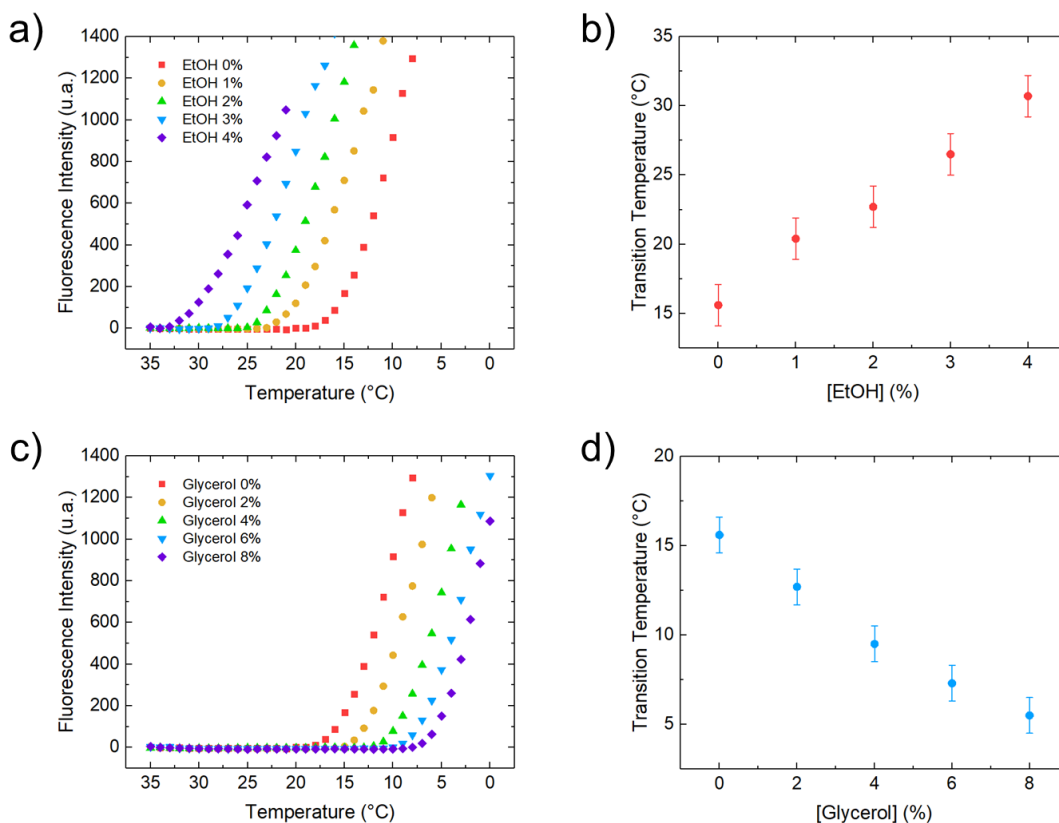 a)
Fluorescence Intensity (u.a.)
1400
1200
1000
800
600
400
200
0
EtOH 0%
EtOH 1%
EtOH 2%
EtOH 3%
EtOH 4%
35 30 25 20 15 10 5 0
Temperature (°C)
b)
Transition Temperature (°C)
35
30
25
20
15
0 1 2 3 4
[EtOH] (%)
c)
Fluorescence Intensity (u.a.)
1400
1200
1000
800
600
400
200
0
Glycerol 0%
Glycerol 2%
Glycerol 4%
Glycerol 6%
Glycerol 8%
35 30 25 20 15 10 5 0
Temperature (°C)
d)
Transition Temperature (°C)
20
15
10
5
0 2 4 6 8
[Glycerol] (%)